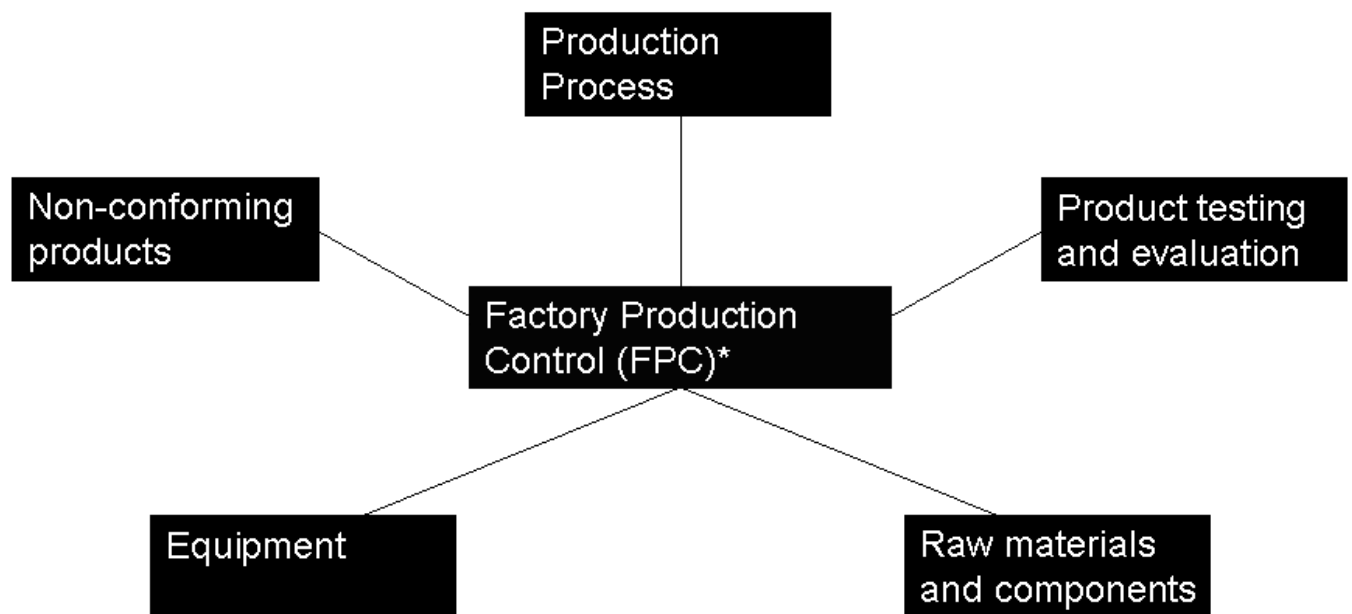 Production
Process
Non-conforming
products
Product testing
and evaluation
Factory Production
Control (FPC)*
Equipment
Raw materials
and components